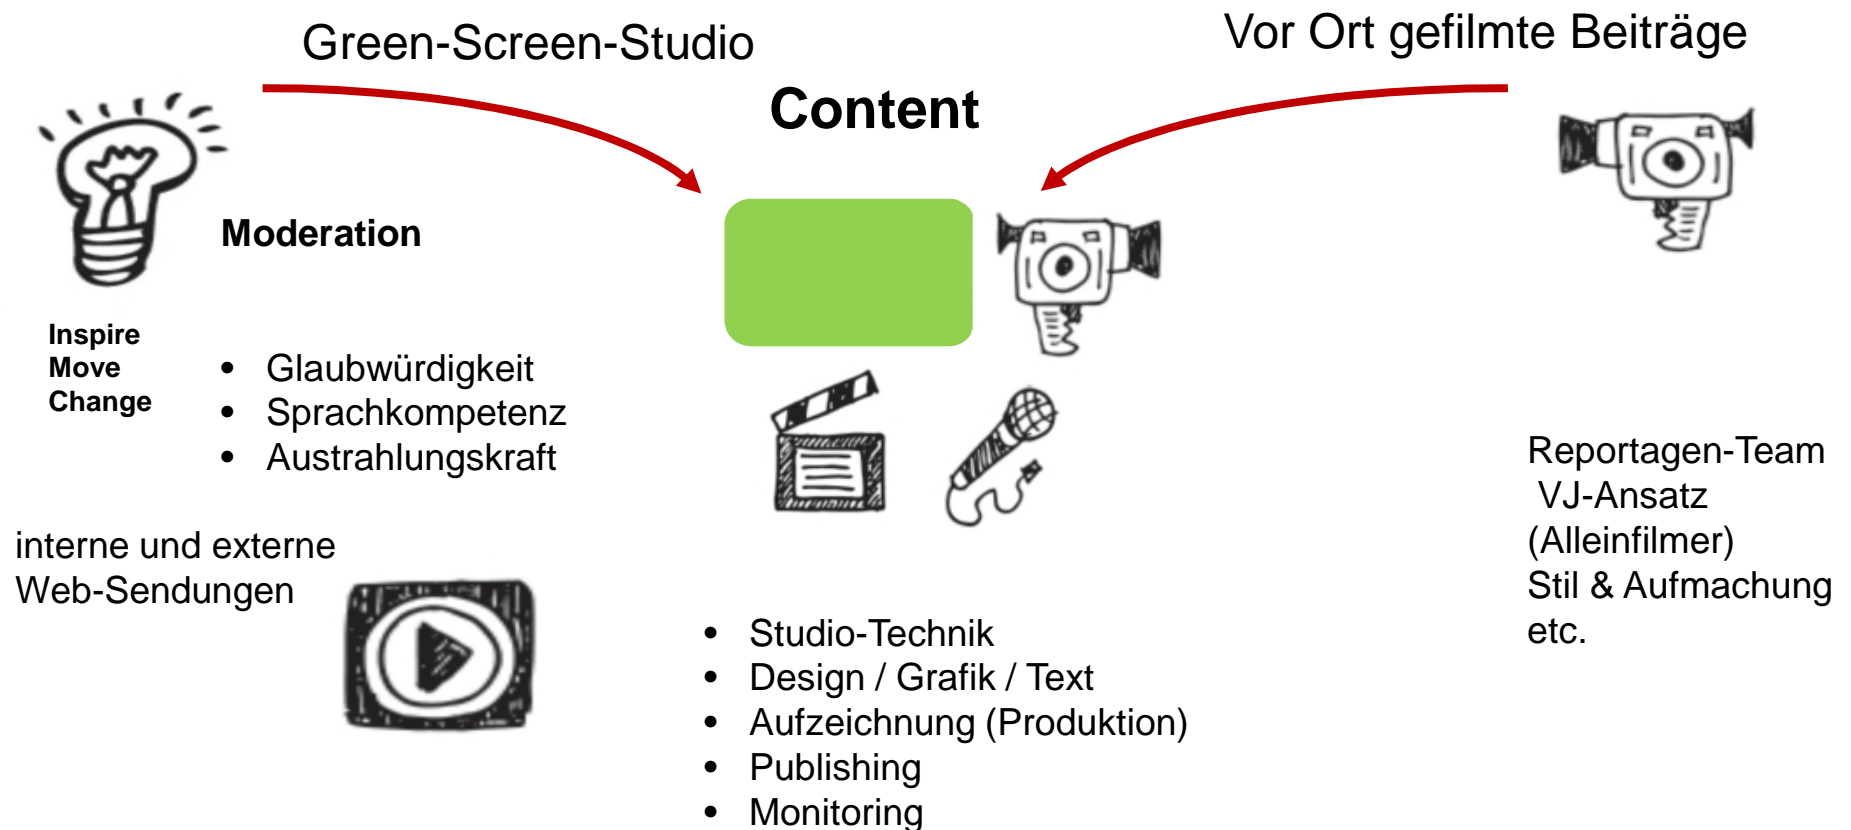 Green-Screen-Studio
Vor Ort gefilmte Beiträge
Content
Moderation
Inspire
Move
Change
• Glaubwürdigkeit
• Sprachkompetenz
• Austrahlungskraft
interne und externe
Web-Sendungen
• Studio-Technik
• Design / Grafik / Text
• Aufzeichnung (Produktion)
• Publishing
• Monitoring
Reportagen-Team
VJ-Ansatz
(Alleinfilmer)
Stil & Aufmachung
etc.